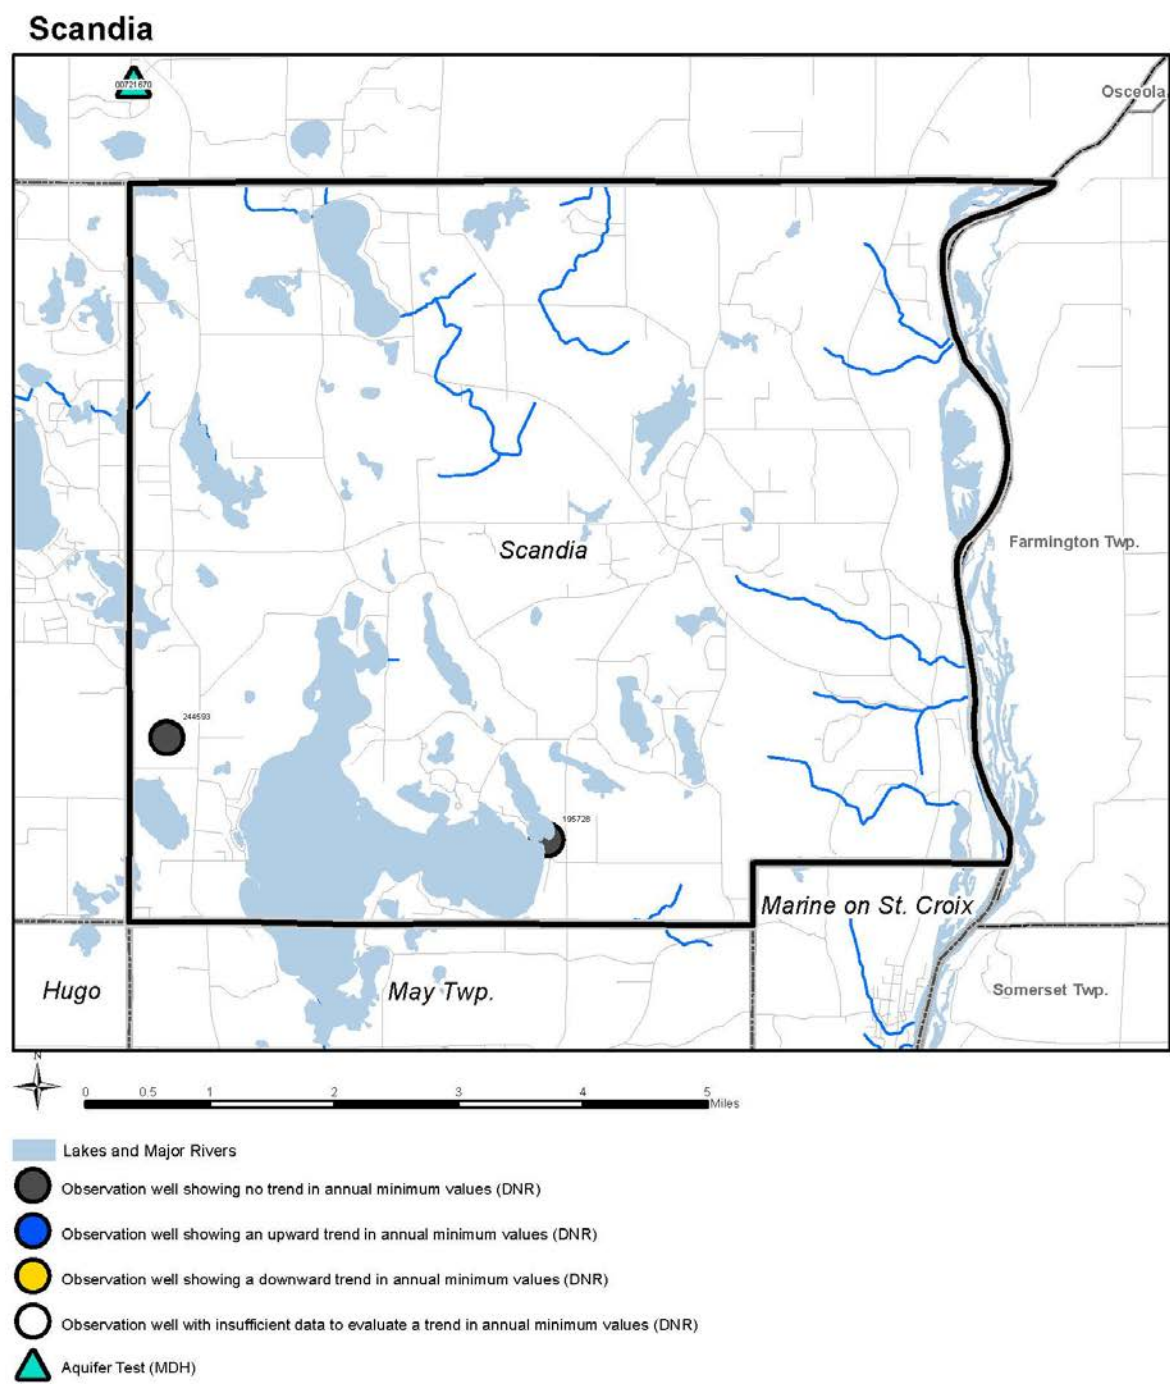 Scandia
00721670
Osceola
Scandia
Farmington Twp.
244593
195728
Marine on St. Croix
Hugo
May Twp.
Somerset Twp.
N
0 0.5 1 2 3 4 5
Miles
Lakes and Major Rivers
Observation well showing no trend in annual minimum values (DNR)
Observation well showing an upward trend in annual minimum values (DNR)
Observation well showing a downward trend in annual minimum values (DNR)
Observation well with insufficient data to evaluate a trend in annual minimum values (DNR)
Aquifer Test (MDH)